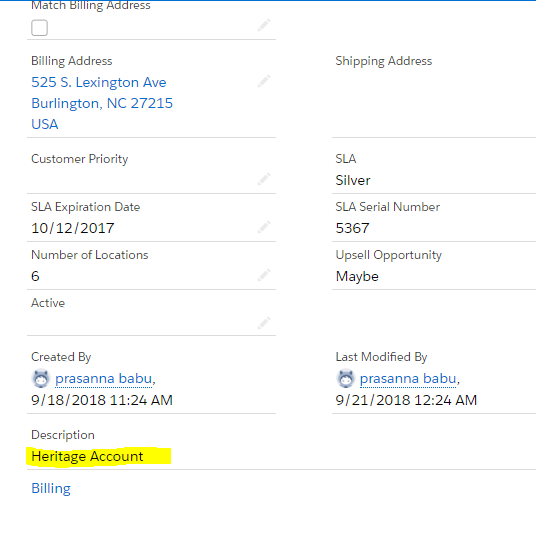 Match Billing Address
Billing Address
525 S. Lexington Ave
Burlington, NC 27215
USA
Shipping Address
Customer Priority
SLA
Silver
SLA Expiration Date
10/12/2017
SLA Serial Number
5367
Number of Locations
6
Upsell Opportunity
Maybe
Active
Created By
prasanna babu,
9/18/2018 11:24 AM
Last Modified By
prasanna babu,
9/21/2018 12:24 AM
Description
Heritage Account
Billing